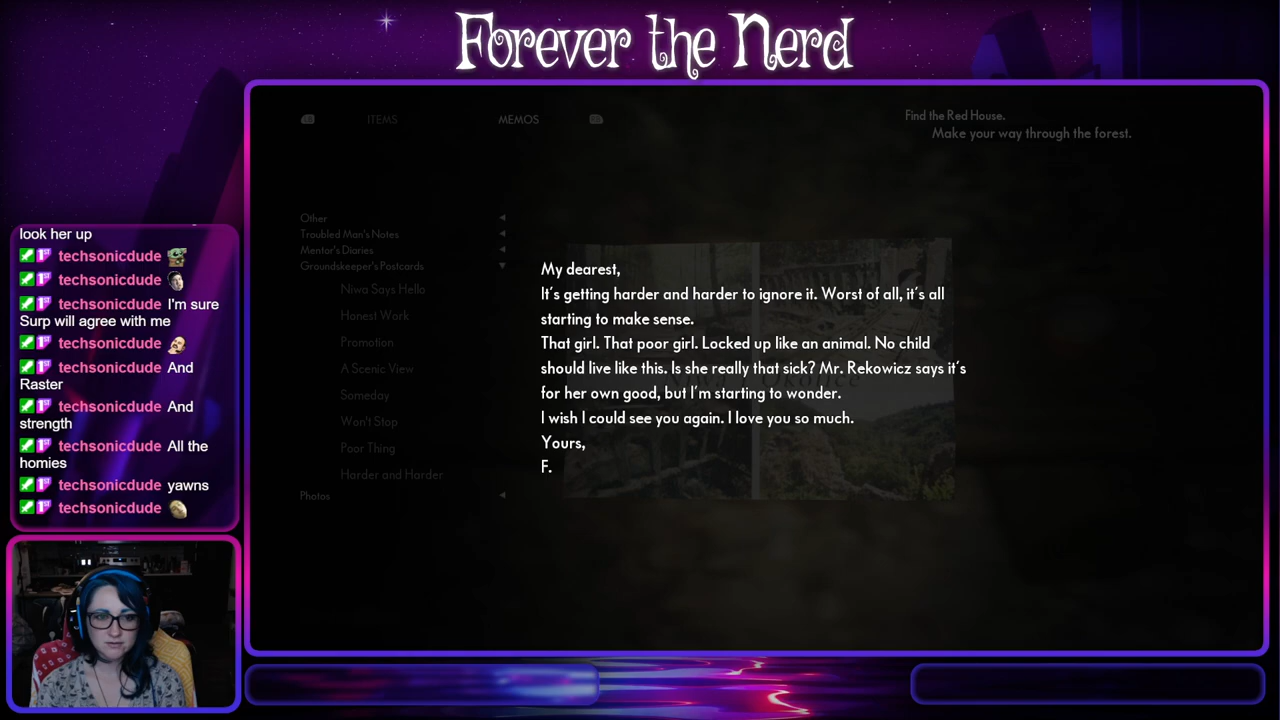 Forever the Nerd
ITEMS
MEMOS
Find the Red House.
Make your way through the forest.
look her up
techsonicdude
techsonicdude
techsonicdude I'm sure
Surp will agree with me
techsonicdude
techsonicdude And
Raster
techsonicdude And
strength
techsonicdude All the
homies
techsonicdude yawns
techsonicdude
Other
Troubled Man's Notes
Mentor's Diaries
Groundskeeper's Postcards
Niwa Says Hello
Honest Work
Promotion
A Scenic View
Someday
Won't Stop
Poor Thing
Harder and Harder
Photos
My dearest,
It's getting harder and harder to ignore it. Worst of all, it's all
starting to make sense.
That girl. That poor girl. Locked up like an animal. No child
should live like this. Is she really that sick? Mr. Rekowicz says it's
for her own good, but I'm starting to wonder.
I wish I could see you again. I love you so much.
Yours,
F.